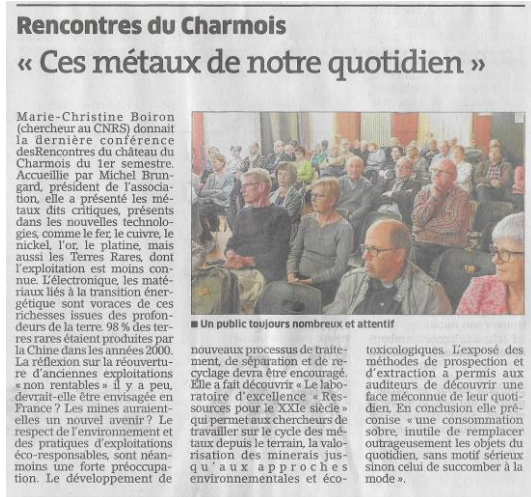 Rencontres du Charmois
« Ces métaux de notre quotidien »
Marie-Christine Boiron
(chercheur au CNRS) donnait
la dernière conférence
desRencontres du château du
Charmois du 1er semestre.
Accueillie par Michel Brun-
gard, président de l'associa-
tion, elle a présenté les mé-
taux dits critiques, présents
dans les nouvelles technolo-
gies, comme le fer, le cuivre, le
nickel, l'or, le platine, mais
aussi les Terres Rares, dont
l'exploitation est moins con-
nue. L'électronique, les maté-
riaux liés à la transition éner-
gétique sont voraces de ces
richesses issues des profon-
deurs de la terre. 98 % des ter-
res rares étaient produites par
la Chine dans les années 2000.
La réflexion sur la réouvertu-
re d'anciennes exploitations
« non rentables » il y a peu,
devrait-elle être envisagée en
France ? Les mines auraient-
elles un nouvel avenir ? Le
respect de l'environnement et
des pratiques d'exploitations
éco-responsables, sont néan-
moins une forte préoccupa-
tion. Le développement de
■ Un public toujours nombreux et attentif
nouveaux processus de traite-
ment, de séparation et de re-
cyclage devra être encouragé.
Elle a fait découvrir « Le labo-
ratoire d'excellence « Res-
sources pour le XXIe siècle »
qui permet aux chercheurs de
travailler sur le cycle des mé-
taux depuis le terrain, la valo-
risation des minerais jus-
qu'aux approches
environnementales et éco-
toxicologiques. L'exposé des
méthodes de prospection et
d'extraction a permis aux
auditeurs de découvrir une
face méconnue de leur quoti-
dien, En conclusion elle pré-
conise « une consommation
sobre, inutile de remplacer
outrageusement les objets du
quotidien, sans motif sérieux
sinon celui de succomber à la
mode ».